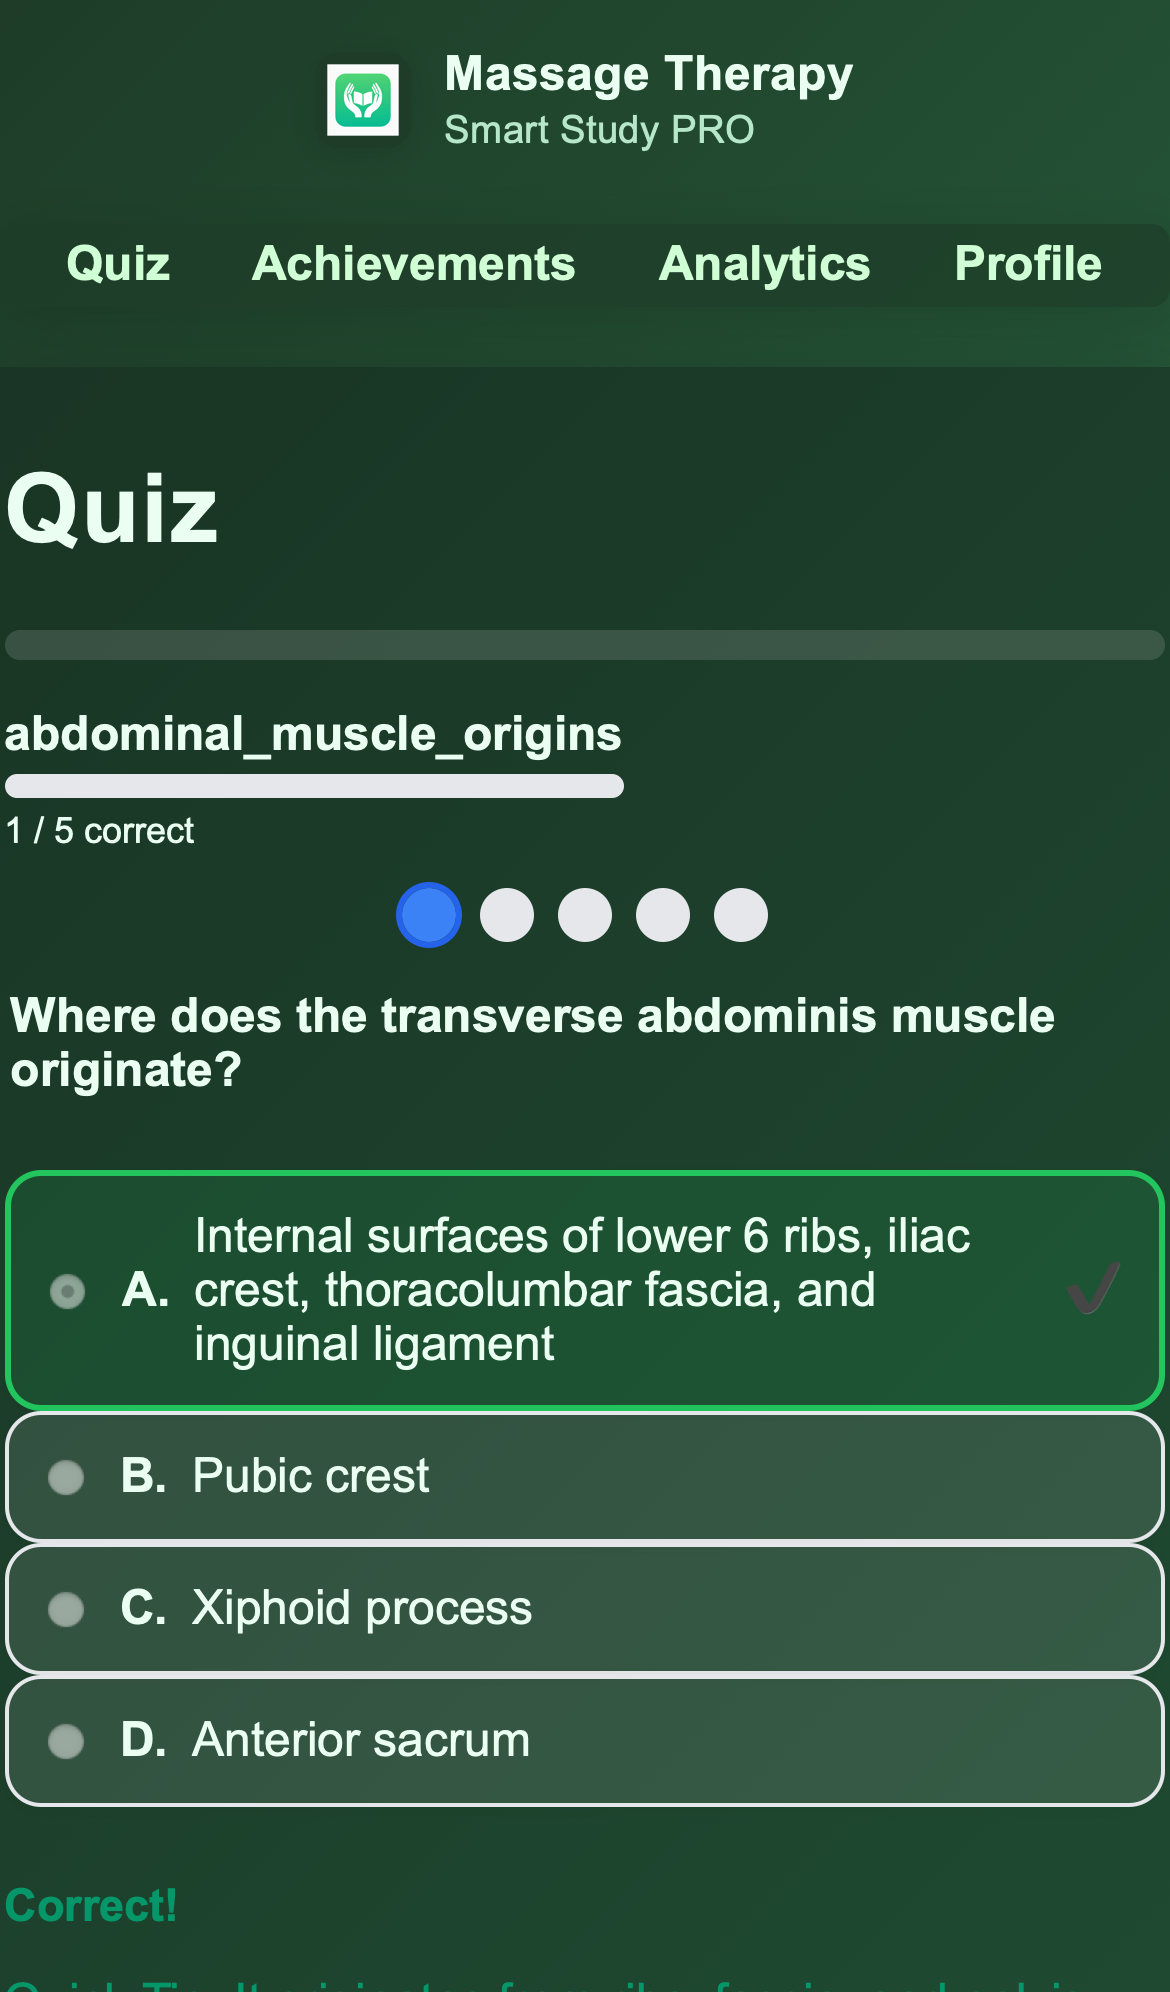 Massage Therapy
Smart Study PRO
Quiz Achievements Analytics Profile
Quiz
abdominal_muscle_origins
1 / 5 correct
Where does the transverse abdominis muscle
originate?
A. Internal surfaces of lower 6 ribs, iliac
crest, thoracolumbar fascia, and
inguinal ligament
B. Pubic crest
C. Xiphoid process
D. Anterior sacrum
Correct!